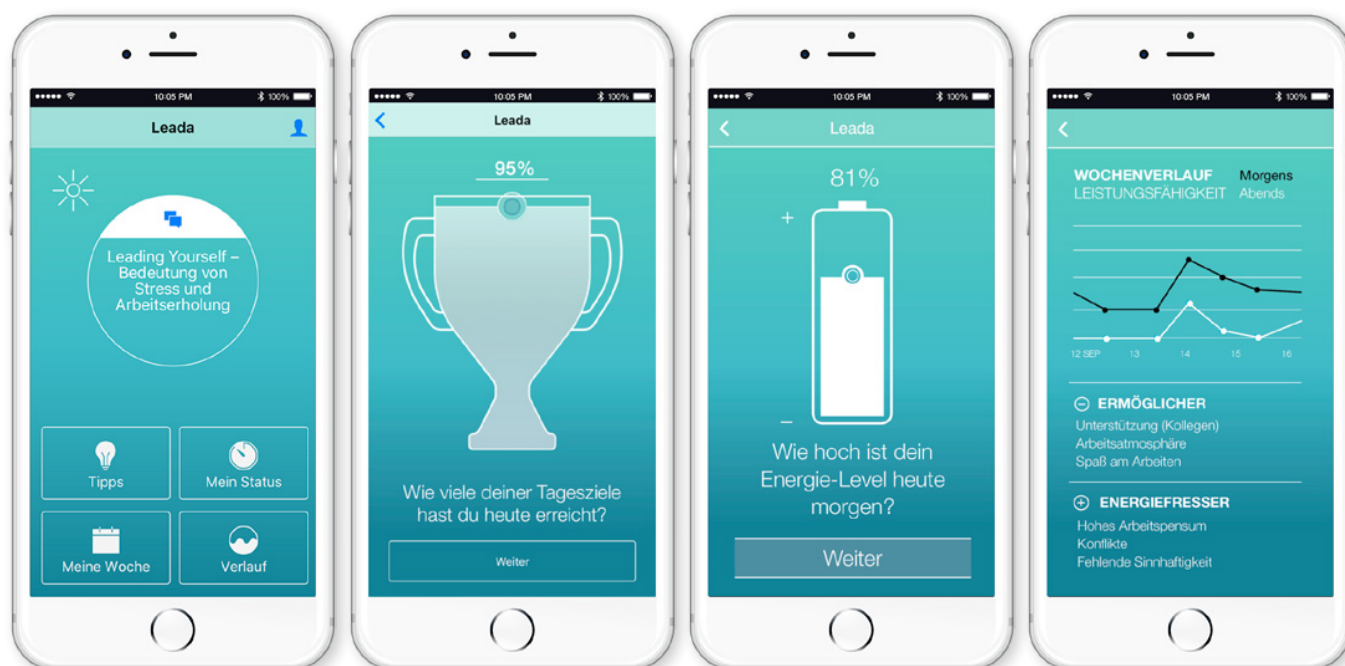 10:05 PM
100%
Leada
Leading Yourself –
Bedeutung von
Stress und
Arbeitserholung
Tipps
Mein Status
Meine Woche
Verlauf
10:05 PM
100%
Leada
95%
Wie viele deiner Tagesziele
hast du heute erreicht?
Weiter
10:05 PM
100%
Leada
81%
+
–
Wie hoch ist dein
Energie-Level heute
morgen?
Weiter
10:05 PM
100%
WOCHENVERLAUF Morgens
LEISTUNGSFÄHIGKEIT Abends
12 SEP 13 14 15 16
ERMÖGLICHER
Unterstützung (Kollegen)
Arbeitsatmosphäre
Spaß am Arbeiten
ENERGIEFRESSER
Hohes Arbeitspensum
Konflikte
Fehlende Sinnhaftigkeit